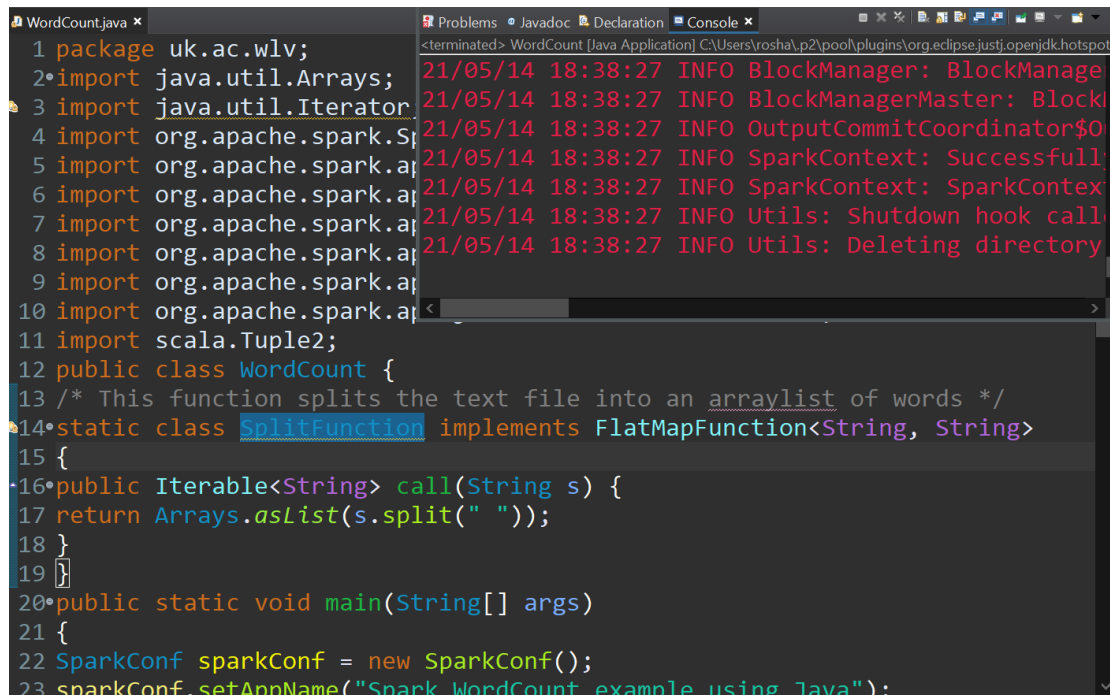 WordCount.java
1 package uk.ac.wlv;
2 import java.util.Arrays;
3 import java.util.Iterator
4 import org.apache.spark.Sp
5 import org.apache.spark.ap
6 import org.apache.spark.ap
7 import org.apache.spark.ap
8 import org.apache.spark.ap
9 import org.apache.spark.ap
10 import org.apache.spark.ap
11 import scala.Tuple2;
12 public class WordCount {
13 /* This function splits the text file into an arraylist of words */
14 static class SplitFunction implements FlatMapFunction<String, String>
15 {
16 public Iterable<String> call(String s) {
17 return Arrays.asList(s.split(" "));
18 }
19 }
20 public static void main(String[] args)
21 {
22 SparkConf sparkConf = new SparkConf();
23 sparkConf.setAppName("Spark WordCount example using Java");
Problems Javadoc Declaration Console
<terminated> WordCount [Java Application] C:\Users\rosha\.p2\pool\plugins\org.eclipse.justj.openjdk.hotspot
21/05/14 18:38:27 INFO BlockManager: BlockManage
21/05/14 18:38:27 INFO BlockManagerMaster: Block
21/05/14 18:38:27 INFO OutputCommitCoordinator$O
21/05/14 18:38:27 INFO SparkContext: Successfully
21/05/14 18:38:27 INFO SparkContext: SparkContex
21/05/14 18:38:27 INFO Utils: Shutdown hook call
21/05/14 18:38:27 INFO Utils: Deleting directory